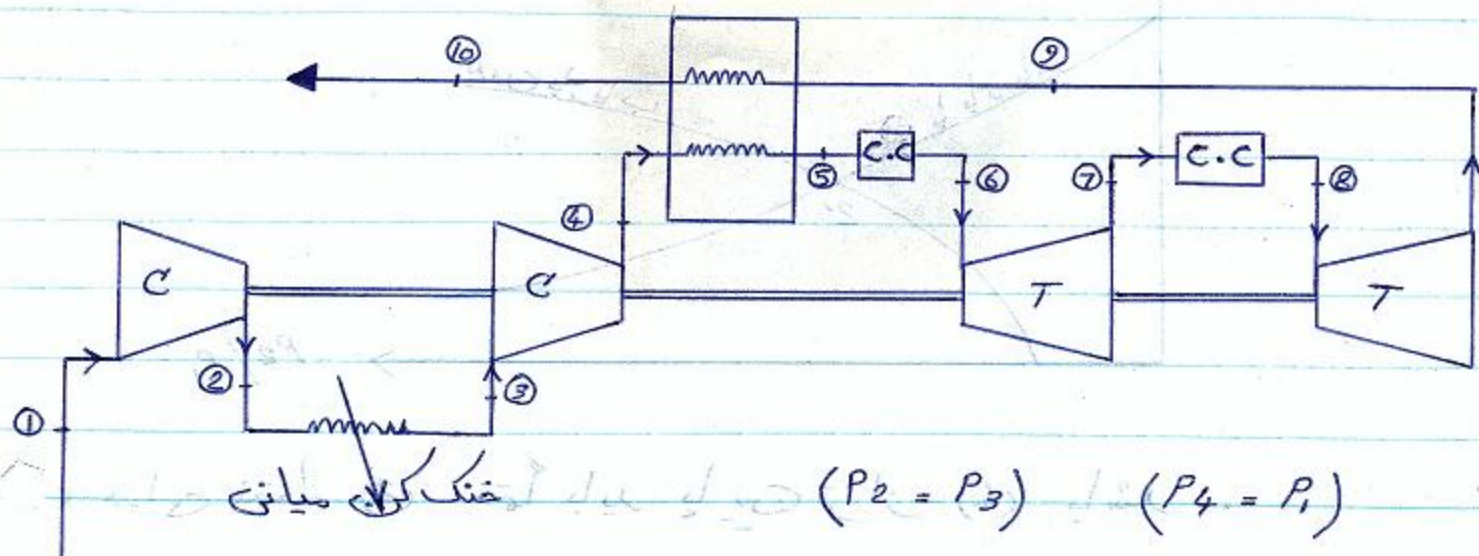 ⑩ ⑨
C.C C.C
⑤ ⑥ ⑦ ⑧
④
C C T T
② ③
①
خنک کن میانی (P2 = P3) (P4 = P1)